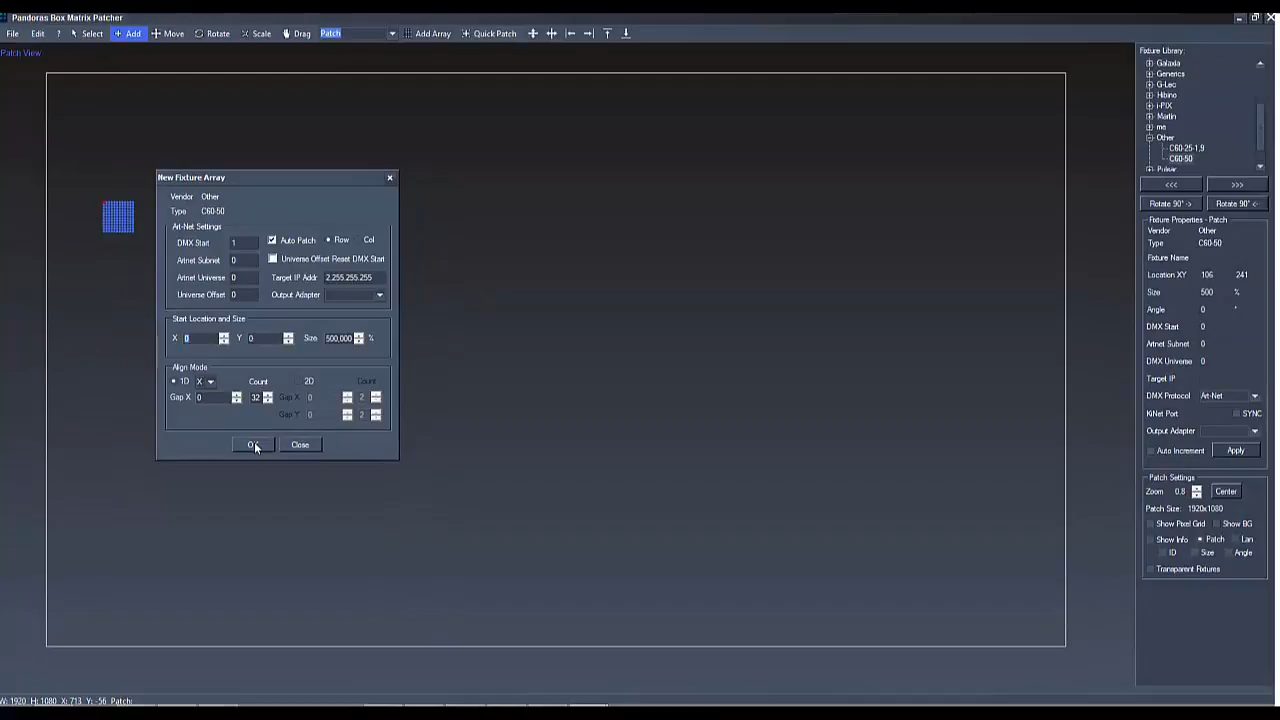 Pandoras Box Matrix Patcher
File Edit ? Select Add Move Rotate Scale Drag Patch Add Array Quick Patch
Patch View
Fixture Library:
Galaxia
Generics
G-Lec
Hibino
i-PIX
Martin
me
Other
C60-25-1,9
C60-50
Pulsar
<<< >>>
Rotate 90° -> Rotate 90° <-
Fixture Properties - Patch
Vendor Other
Type C60-50
Fixture Name
Location XY 106 241
Size 500 %
Angle 0 °
DMX Start 0
Artnet Subnet 0
DMX Universe 0
Target IP
DMX Protocol Art-Net
KiNet Port SYNC
Output Adapter
Auto Increment Apply
Patch Settings
Zoom 0.8 Center
Patch Size: 1920x1080
Show Pixel Grid Show BG
Show Info Patch Lan
ID Size Angle
Transparent Fixtures
New Fixture Array
Vendor Other
Type C60-50
Art-Net Settings
DMX Start 1 Auto Patch Row Col
Artnet Subnet 0 Universe Offset Reset DMX Start
Artnet Universe 0 Target IP Addr 2.255.255.255
Universe Offset 0 Output Adapter
Start Location and Size
X 0 Y 0 Size 500,000 %
Align Mode
1D X Count 2D Count
Gap X 0 32 Gap X 0 2
Gap Y 0 2
OK Close
W: 1920 H: 1080 X: 713 Y: -56 Patch: